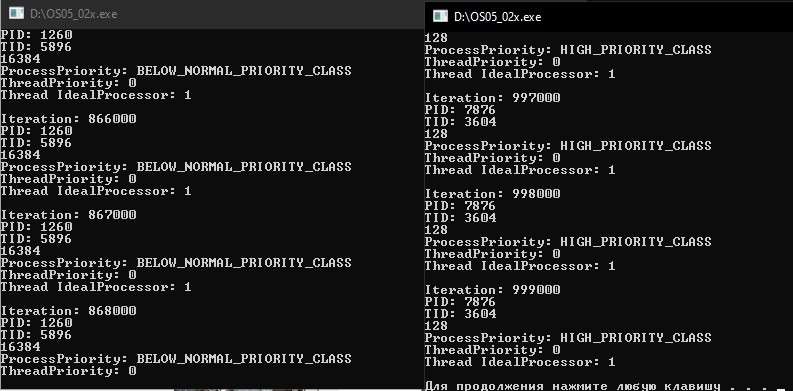 D:\OS05_02x.exe
PID: 1260
TID: 5896
16384
ProcessPriority: BELOW_NORMAL_PRIORITY_CLASS
ThreadPriority: 0
Thread IdealProcessor: 1
Iteration: 866000
PID: 1260
TID: 5896
16384
ProcessPriority: BELOW_NORMAL_PRIORITY_CLASS
ThreadPriority: 0
Thread IdealProcessor: 1
Iteration: 867000
PID: 1260
TID: 5896
16384
ProcessPriority: BELOW_NORMAL_PRIORITY_CLASS
ThreadPriority: 0
Thread IdealProcessor: 1
Iteration: 868000
PID: 1260
TID: 5896
16384
ProcessPriority: BELOW_NORMAL_PRIORITY_CLASS
ThreadPriority: 0
D:\OS05_02x.exe
128
ProcessPriority: HIGH_PRIORITY_CLASS
ThreadPriority: 0
Thread IdealProcessor: 1
Iteration: 997000
PID: 7876
TID: 3604
128
ProcessPriority: HIGH_PRIORITY_CLASS
ThreadPriority: 0
Thread IdealProcessor: 1
Iteration: 998000
PID: 7876
TID: 3604
128
ProcessPriority: HIGH_PRIORITY_CLASS
ThreadPriority: 0
Thread IdealProcessor: 1
Iteration: 999000
PID: 7876
TID: 3604
128
ProcessPriority: HIGH_PRIORITY_CLASS
ThreadPriority: 0
Thread IdealProcessor: 1
Для продолжения нажмите любую клавишу . . .